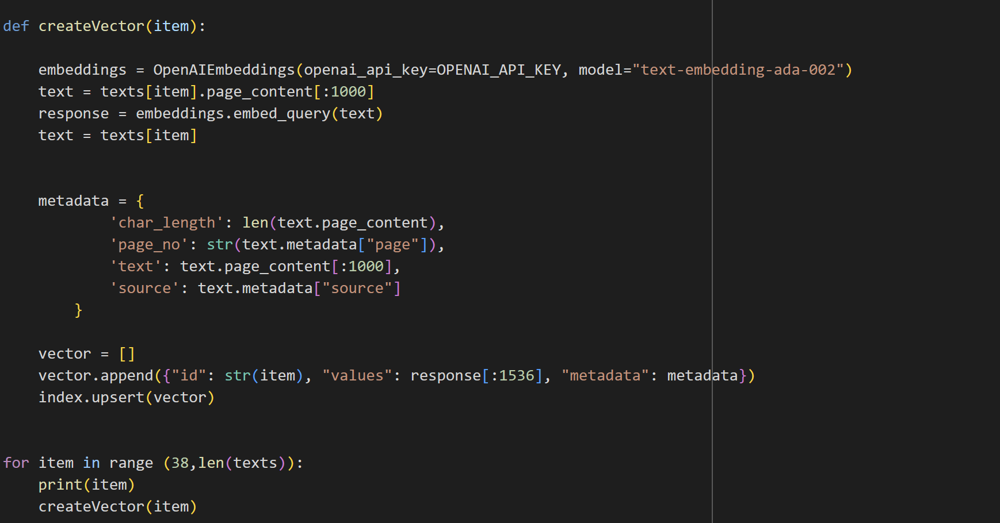 def createVector(item):
embeddings = OpenAIEmbeddings(openai_api_key=OPENAI_API_KEY, model="text-embedding-ada-002")
text = texts[item].page_content[:1000]
response = embeddings.embed_query(text)
text = texts[item]
metadata = {
'char_length': len(text.page_content),
'page_no': str(text.metadata["page"]),
'text': text.page_content[:1000],
'source': text.metadata["source"]
}
vector = []
vector.append({"id": str(item), "values": response[:1536], "metadata": metadata})
index.upsert(vector)
for item in range (38,len(texts)):
print(item)
createVector(item)